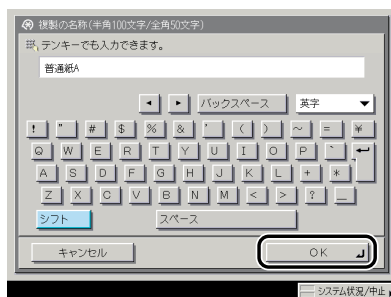 複製の名称(半角100文字/全角50文字)
テンキーでも入力できます。
普通紙A
◄ ► バックスペース 英字 ▼
! " # $ % & ' ( ) ~ = ¥
Q W E R T Y U I O P ` ↵
A S D F G H J K L + *
Z X C V B N M < > ? _
シフト スペース
キャンセル OK
システム状況/中止